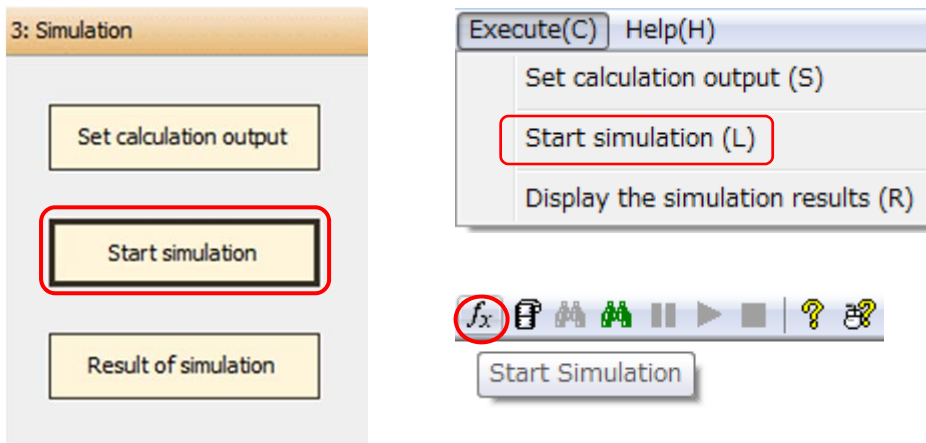 3: Simulation
Set calculation output
Start simulation
Result of simulation
Execute(C) Help(H)
Set calculation output (S)
Start simulation (L)
Display the simulation results (R)
fx
Start Simulation